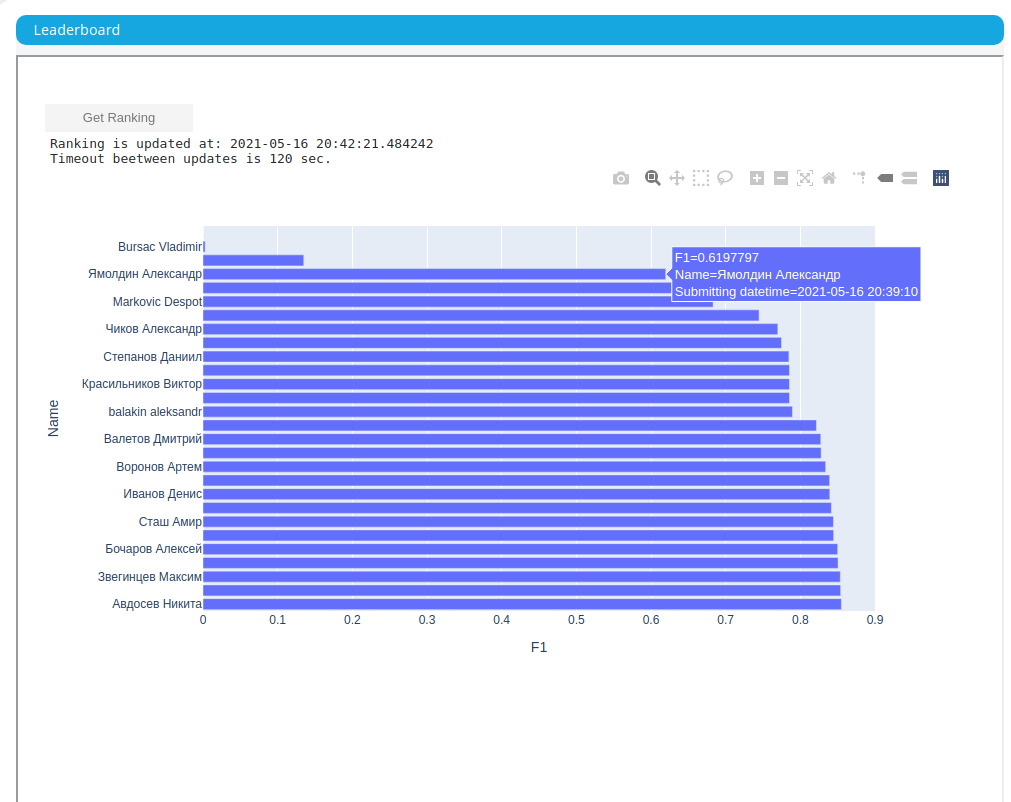 Leaderboard
Get Ranking
Ranking is updated at: 2021-05-16 20:42:21.484242
Timeout beetween updates is 120 sec.
Bursac Vladimir
F1=0.6197797
Ямолдин Александр
Name=Ямолдин Александр
Submitting datetime=2021-05-16 20:39:10
Markovic Despot
Чиков Александр
Степанов Даниил
Красильников Виктор
balakin aleksandr
Name
Валетов Дмитрий
Воронов Артем
Иванов Денис
Сташ Амир
Бочаров Алексей
Звегинцев Максим
Авдосев Никита
0 0.1 0.2 0.3 0.4 0.5 0.6 0.7 0.8 0.9
F1